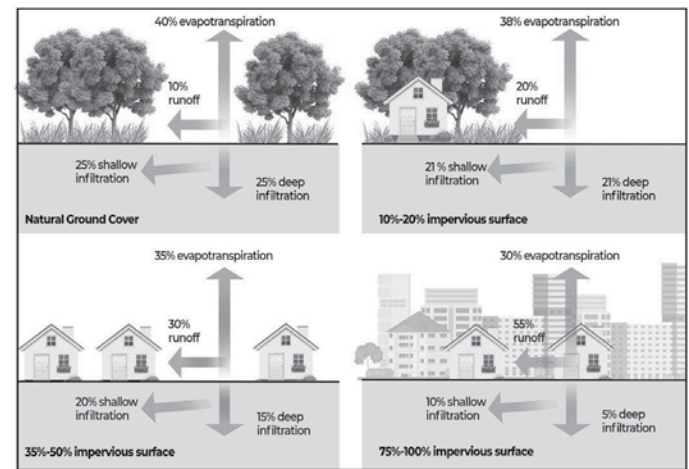 40% evapotranspiration
10%
runoff
25% shallow
infiltration
25% deep
infiltration
Natural Ground Cover
38% evapotranspiration
20%
runoff
21 % shallow
infiltration
21% deep
infiltration
10%-20% impervious surface
35% evapotranspiration
30%
runoff
20% shallow
infiltration
15% deep
infiltration
35%-50% impervious surface
30% evapotranspiration
55%
runoff
10% shallow
infiltration
5% deep
infiltration
75%-100% impervious surface